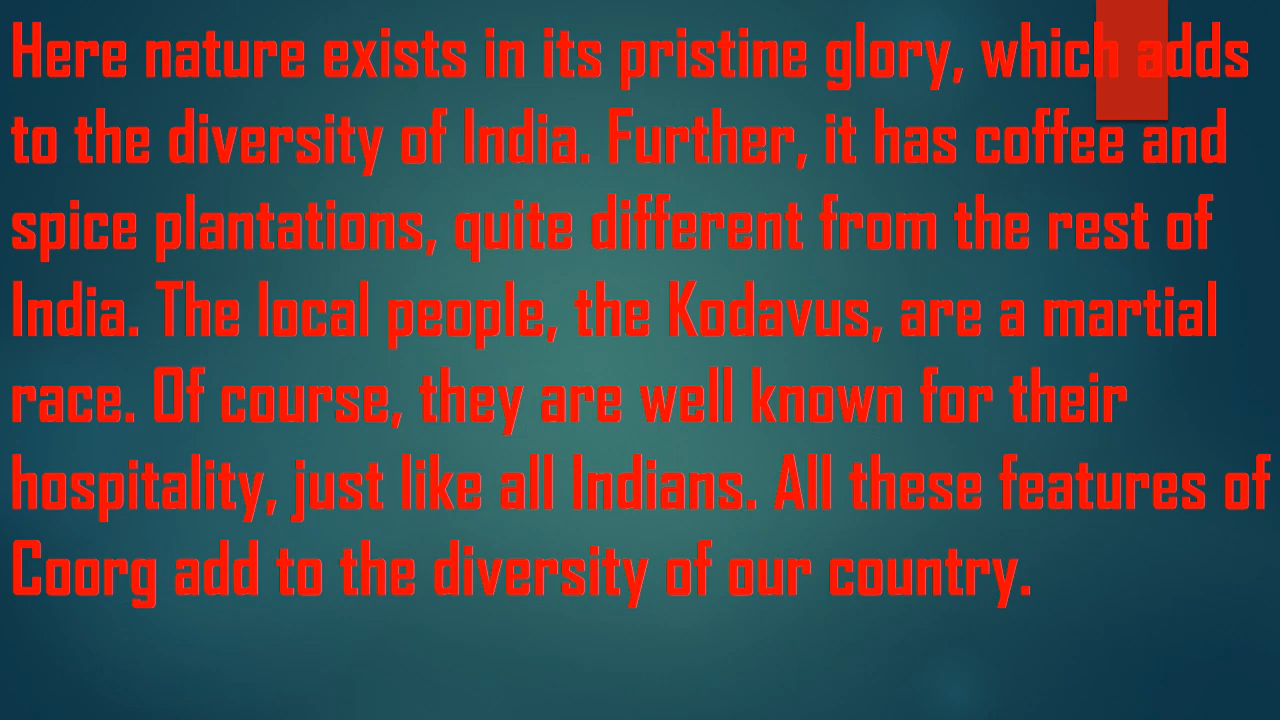 Here nature exists in its pristine glory, which adds
to the diversity of India. Further, it has coffee and
spice plantations, quite different from the rest of
India. The local people, the Kodavus, are a martial
race. Of course, they are well known for their
hospitality, just like all Indians. All these features of
Coorg add to the diversity of our country.